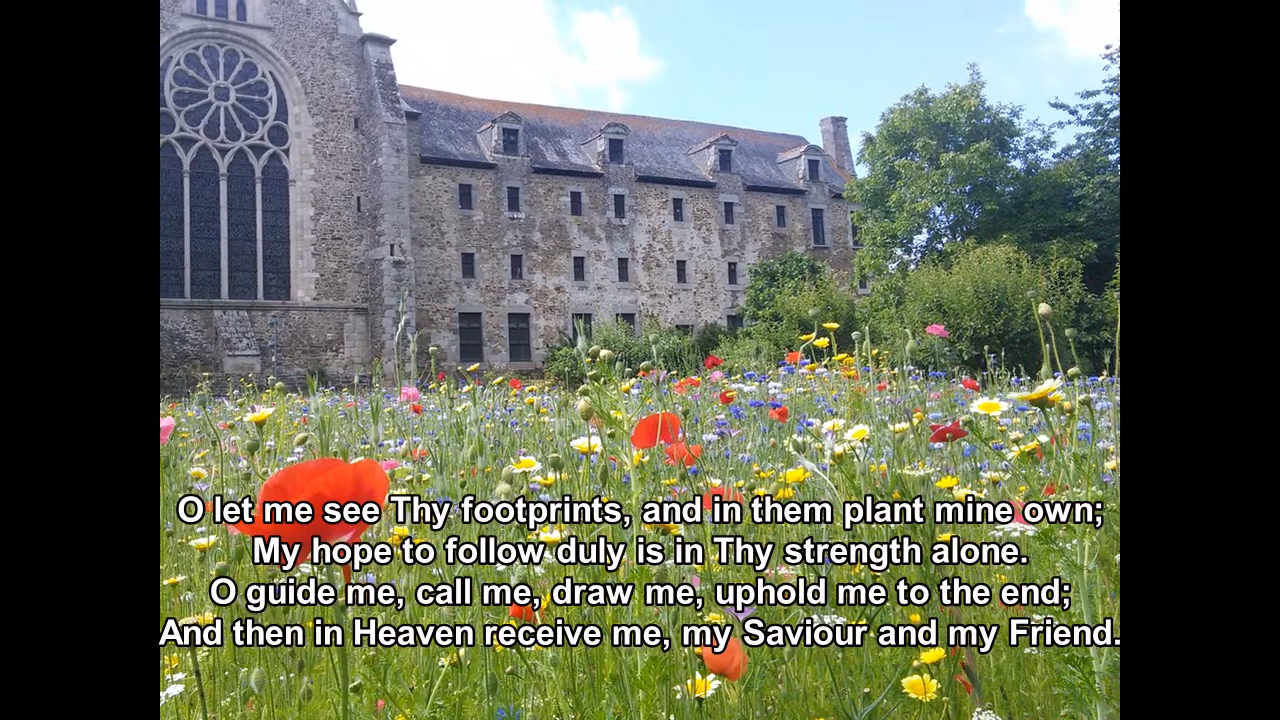 O let me see Thy footprints, and in them plant mine own;
My hope to follow duly is in Thy strength alone.
O guide me, call me, draw me, uphold me to the end;
And then in Heaven receive me, my Saviour and my Friend.